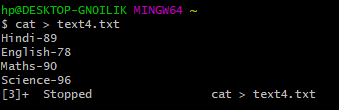 hp@DESKTOP-GNOILIK MINGW64 ~
$ cat > text4.txt
Hindi-89
English-78
Maths-90
Science-96
[3]+  Stopped                 cat > text4.txt